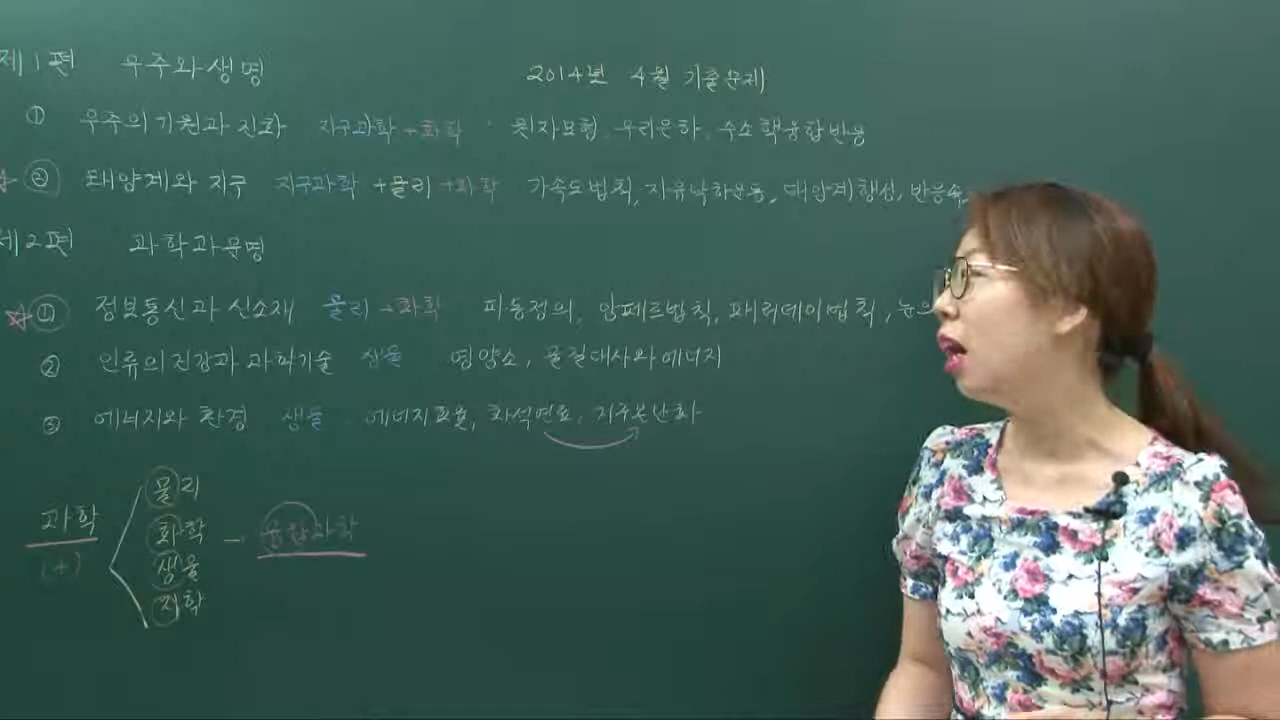 제1편 우주와 생명
2014년 4월 기출문제
① 우주의 기원과 진화 지구과학+화학 · 원자모형, 우리은하, 수소핵융합반응
② 태양계와 지구 지구과학+물리+화학 가속도법칙, 자유낙하운동, 태양계행성, 반응속
제2편 과학과 문명
① 정보통신과 신소재 물리+화학 파동정의, 암페르법칙, 패러데이법칙, 눈의
② 인류의 건강과 과학기술 생물 영양소, 물질대사와 에너지
③ 에너지와 환경 생물 에너지효율, 화석연료, 지구온난화
과학
(+)
물리
화학 → 융합과학
생물
지학